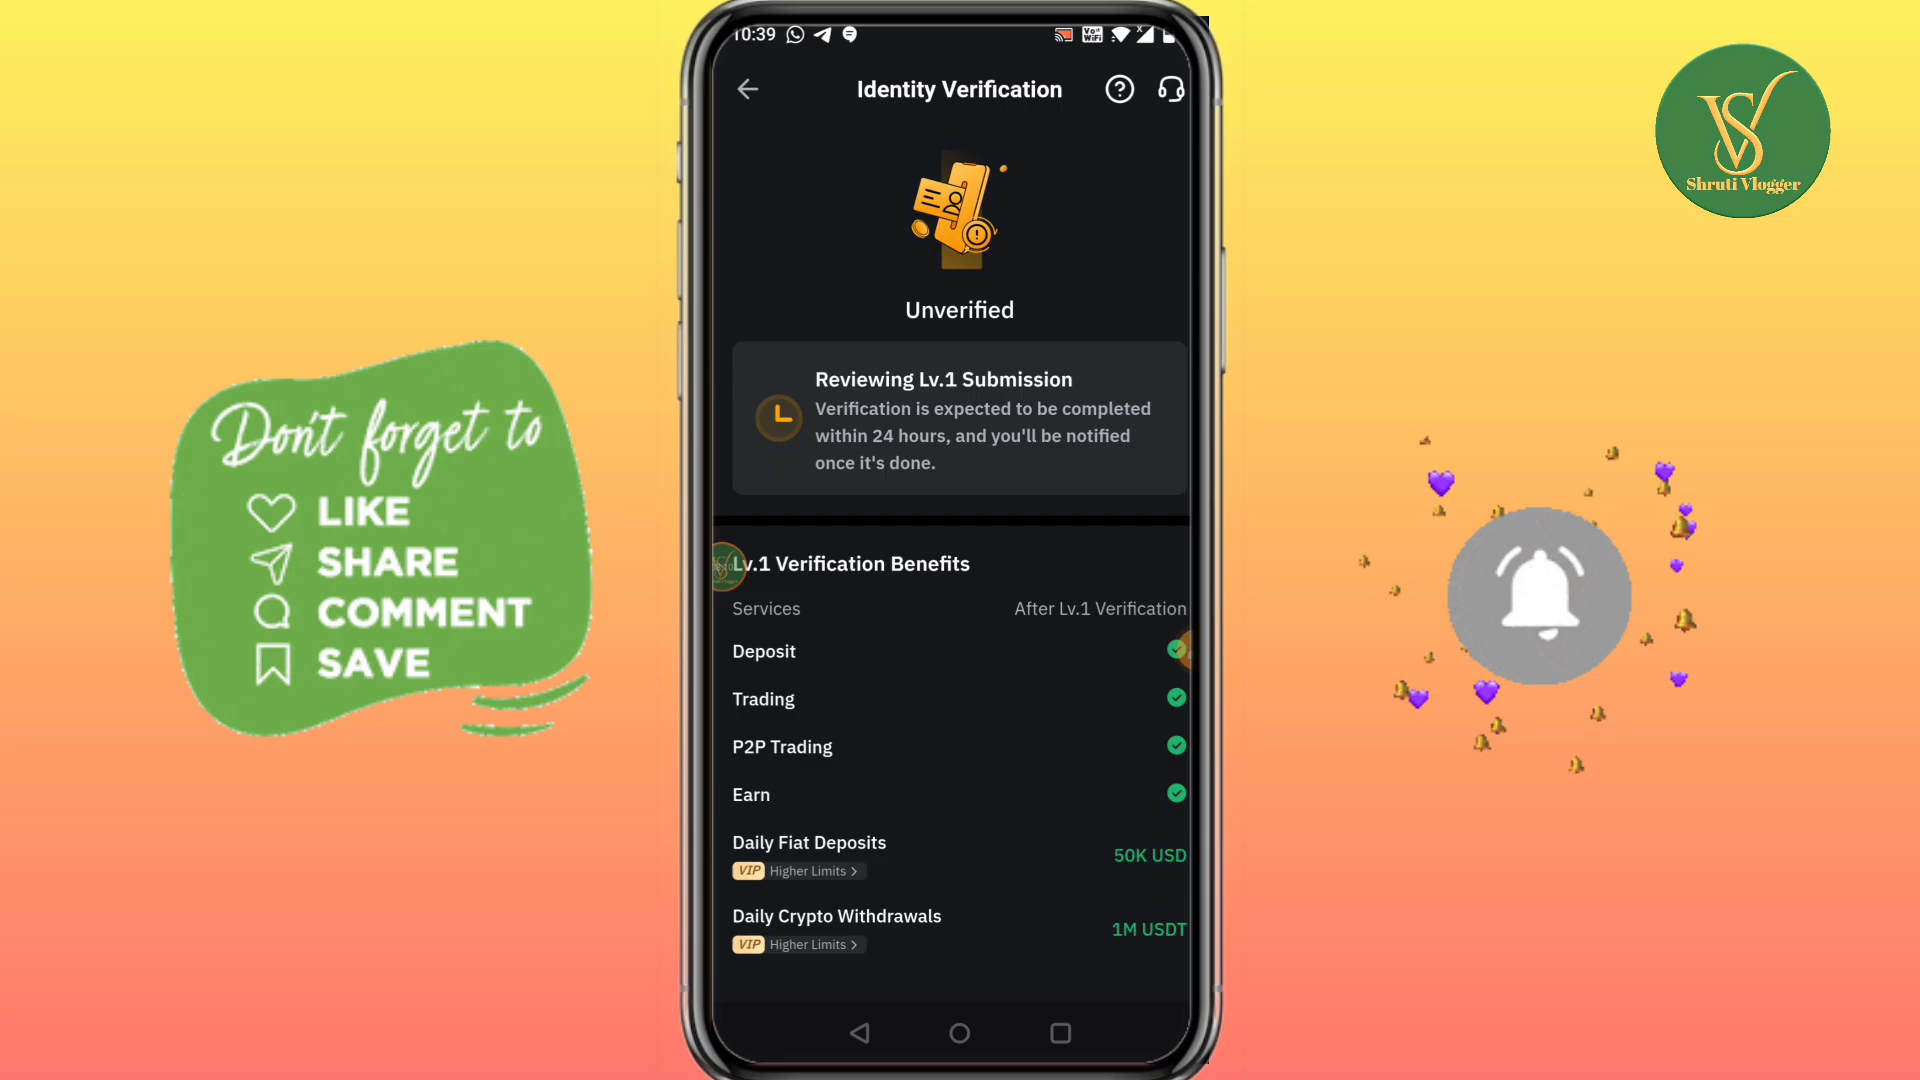 10:39
Identity Verification
Unverified
Reviewing Lv.1 Submission
Verification is expected to be completed
within 24 hours, and you'll be notified
once it's done.
Lv.1 Verification Benefits
Services After Lv.1 Verification
Deposit
Trading
P2P Trading
Earn
Daily Fiat Deposits
50K USD
VIP Higher Limits >
Daily Crypto Withdrawals
1M USDT
VIP Higher Limits >
Don't forget to
LIKE
SHARE
COMMENT
SAVE
VS
Shruti Vlogger